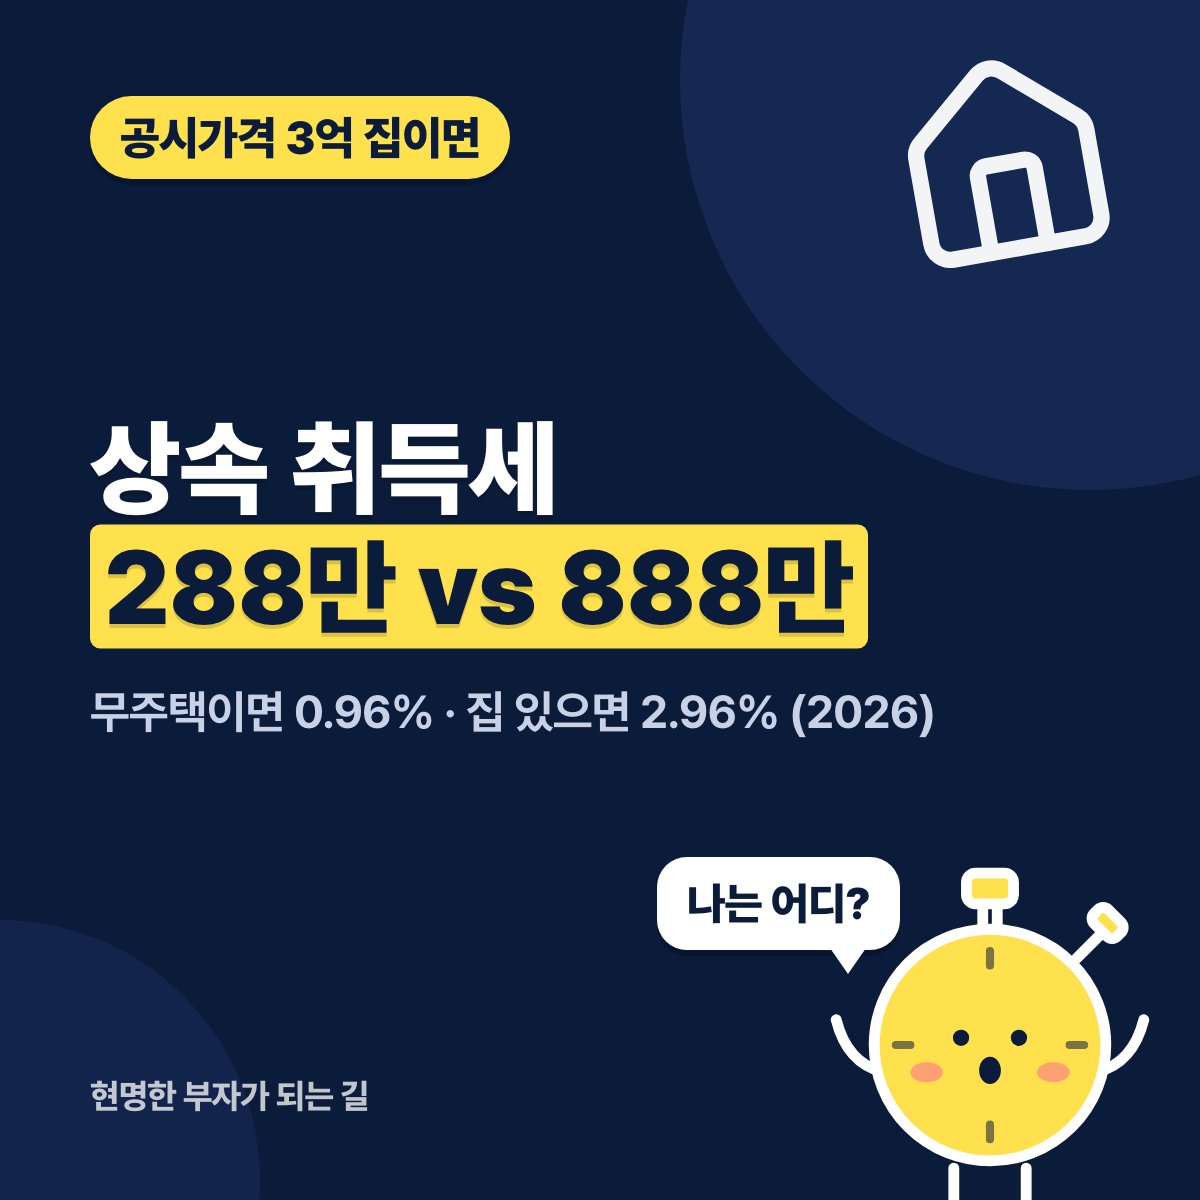 공시가격 3억 집이면
상속 취득세
288만 vs 888만
무주택이면 0.96% · 집 있으면 2.96% (2026)
나는 어디?
현명한 부자가 되는 길